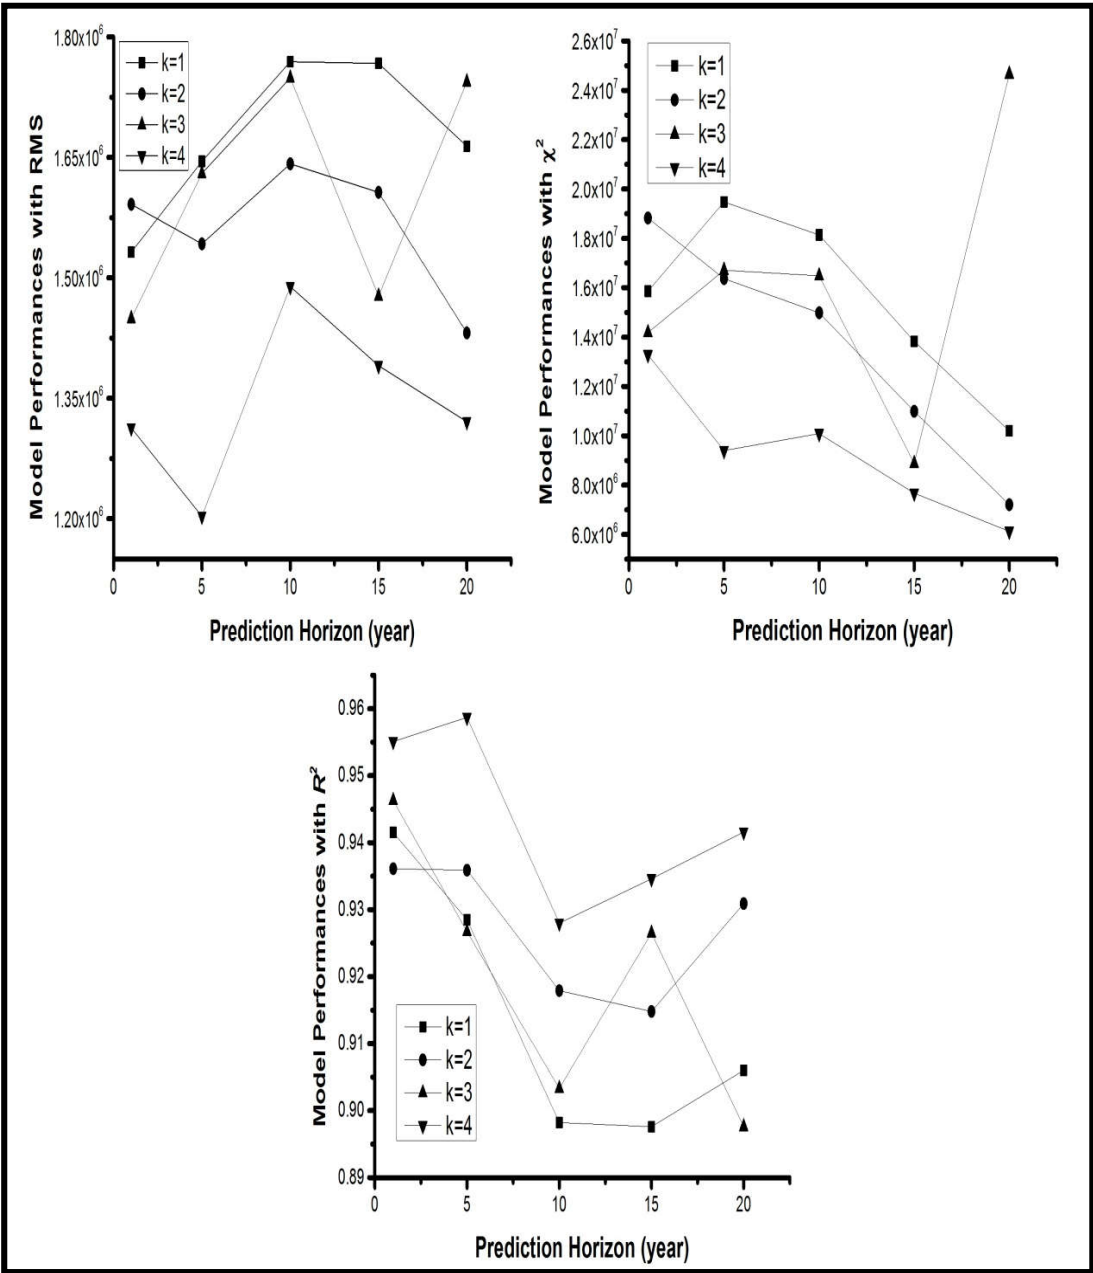 Model Performances with RMS
1.80x10⁶
1.65x10⁶
1.50x10⁶
1.35x10⁶
1.20x10⁶
k=1
k=2
k=3
k=4
0 5 10 15 20
Prediction Horizon (year)
Model Performances with χ²
2.6x10⁷
2.4x10⁷
2.2x10⁷
2.0x10⁷
1.8x10⁷
1.6x10⁷
1.4x10⁷
1.2x10⁷
1.0x10⁷
8.0x10⁶
6.0x10⁶
k=1
k=2
k=3
k=4
0 5 10 15 20
Prediction Horizon (year)
Model Performances with R²
0.96
0.95
0.94
0.93
0.92
0.91
0.90
0.89
k=1
k=2
k=3
k=4
0 5 10 15 20
Prediction Horizon (year)